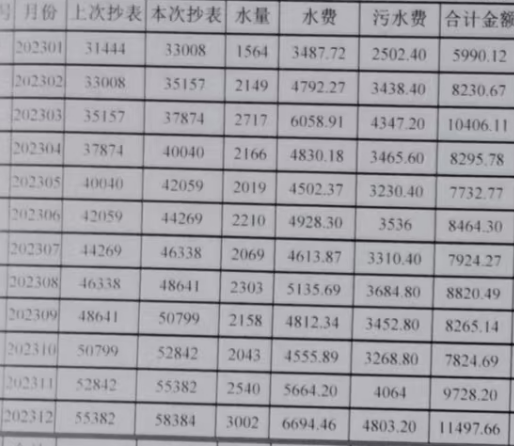 号 月份 上次抄表 本次抄表 水量 水费 污水费 合计金额
202301 31444 33008 1564 3487.72 2502.40 5990.12
202302 33008 35157 2149 4792.27 3438.40 8230.67
202303 35157 37874 2717 6058.91 4347.20 10406.11
202304 37874 40040 2166 4830.18 3465.60 8295.78
202305 40040 42059 2019 4502.37 3230.40 7732.77
202306 42059 44269 2210 4928.30 3536 8464.30
202307 44269 46338 2069 4613.87 3310.40 7924.27
202308 46338 48641 2303 5135.69 3684.80 8820.49
202309 48641 50799 2158 4812.34 3452.80 8265.14
202310 50799 52842 2043 4555.89 3268.80 7824.69
202311 52842 55382 2540 5664.20 4064 9728.20
202312 55382 58384 3002 6694.46 4803.20 11497.66